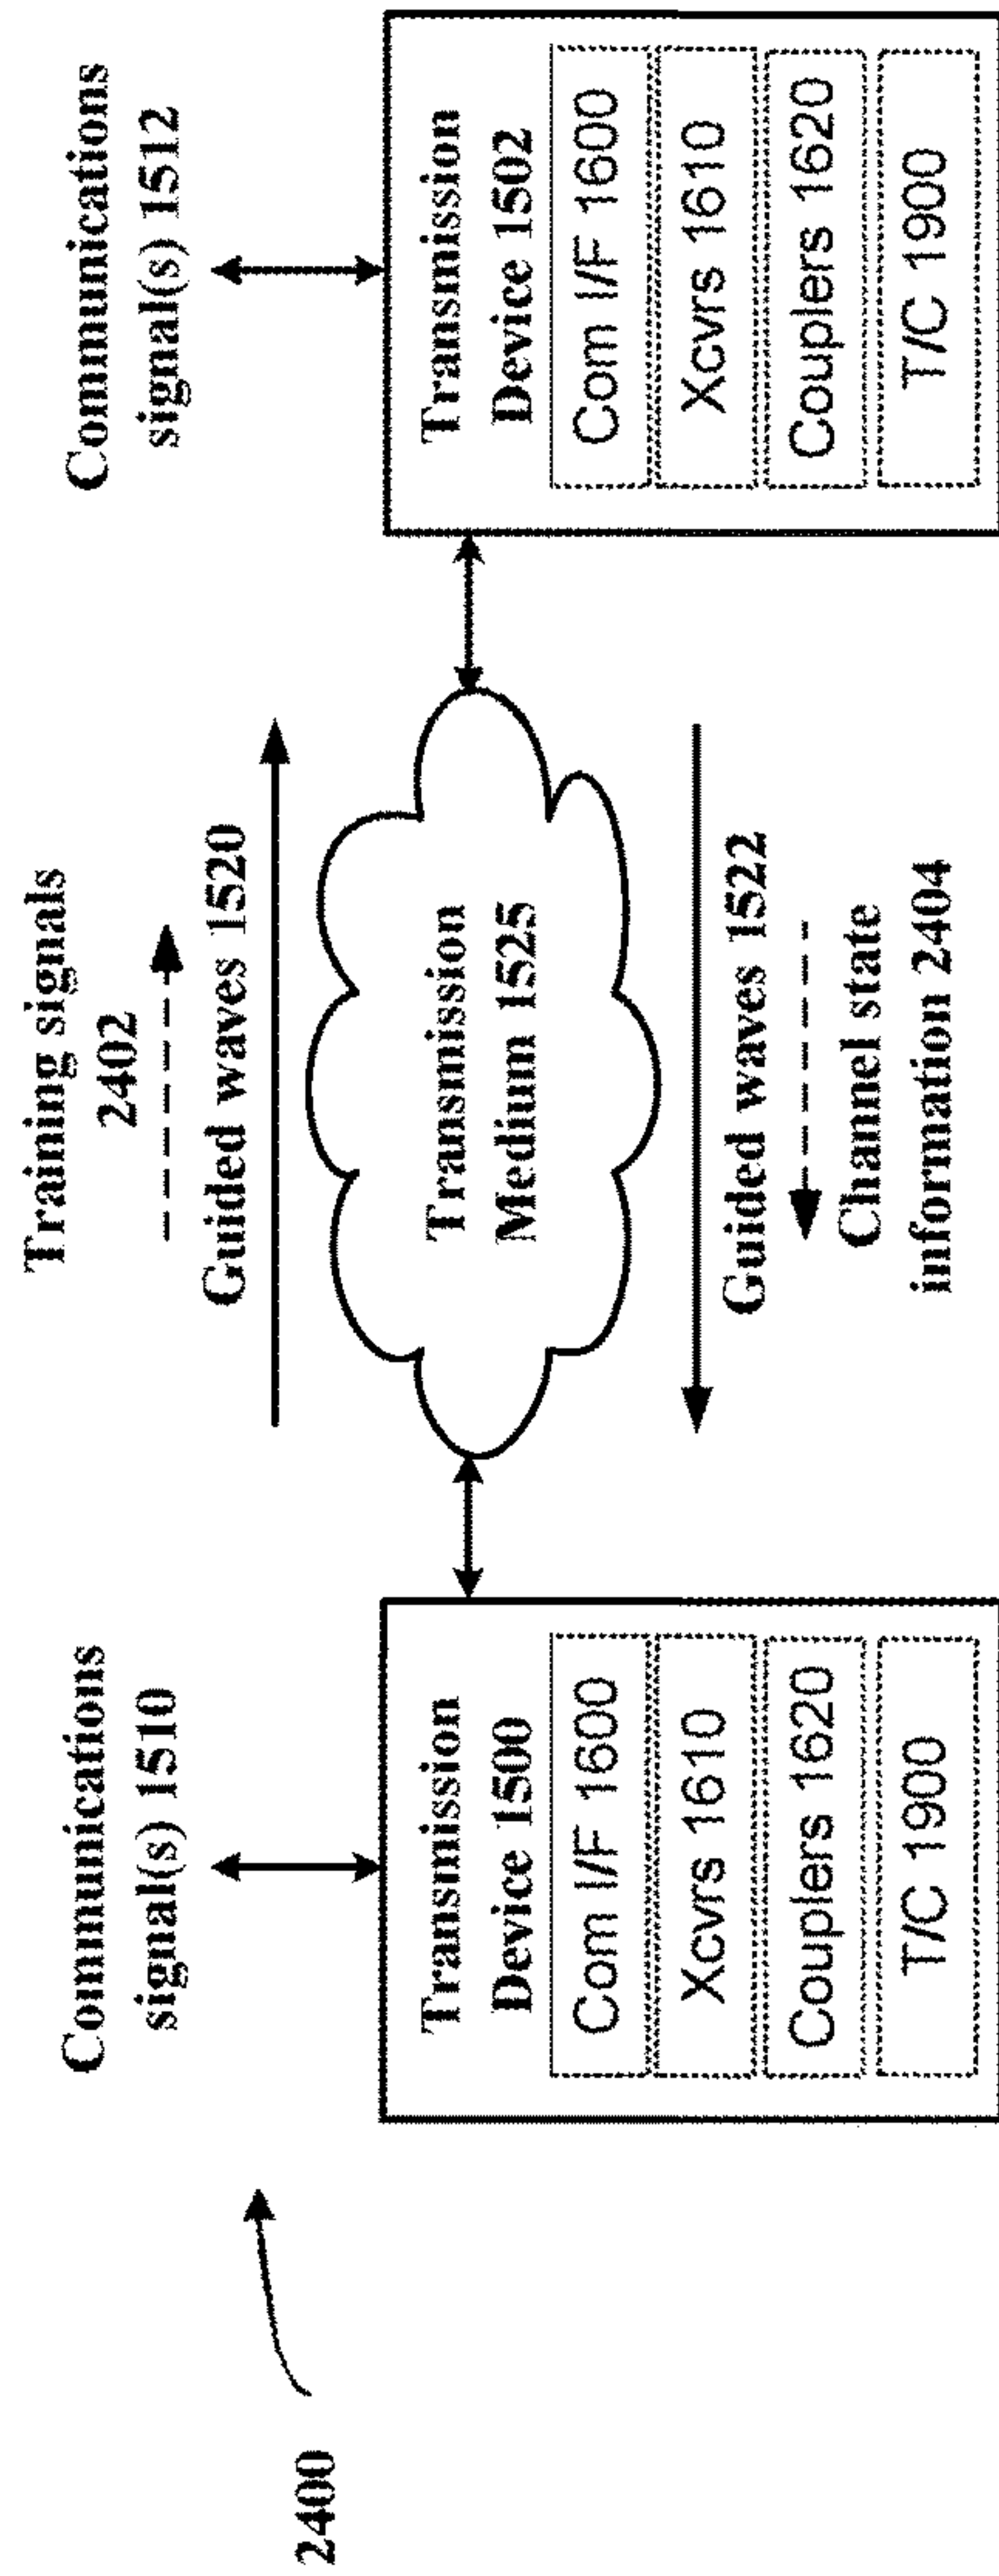 2400
Communications
signal(s) 1510
Transmission
Device 1500
Com I/F 1600
Xcvrs 1610
Couplers 1620
T/C 1900
Training signals
2402
Guided waves 1520
Transmission
Medium 1525
Guided waves 1522
Channel state
information 2404
Communications
signal(s) 1512
Transmission
Device 1502
Com I/F 1600
Xcvrs 1610
Couplers 1620
T/C 1900